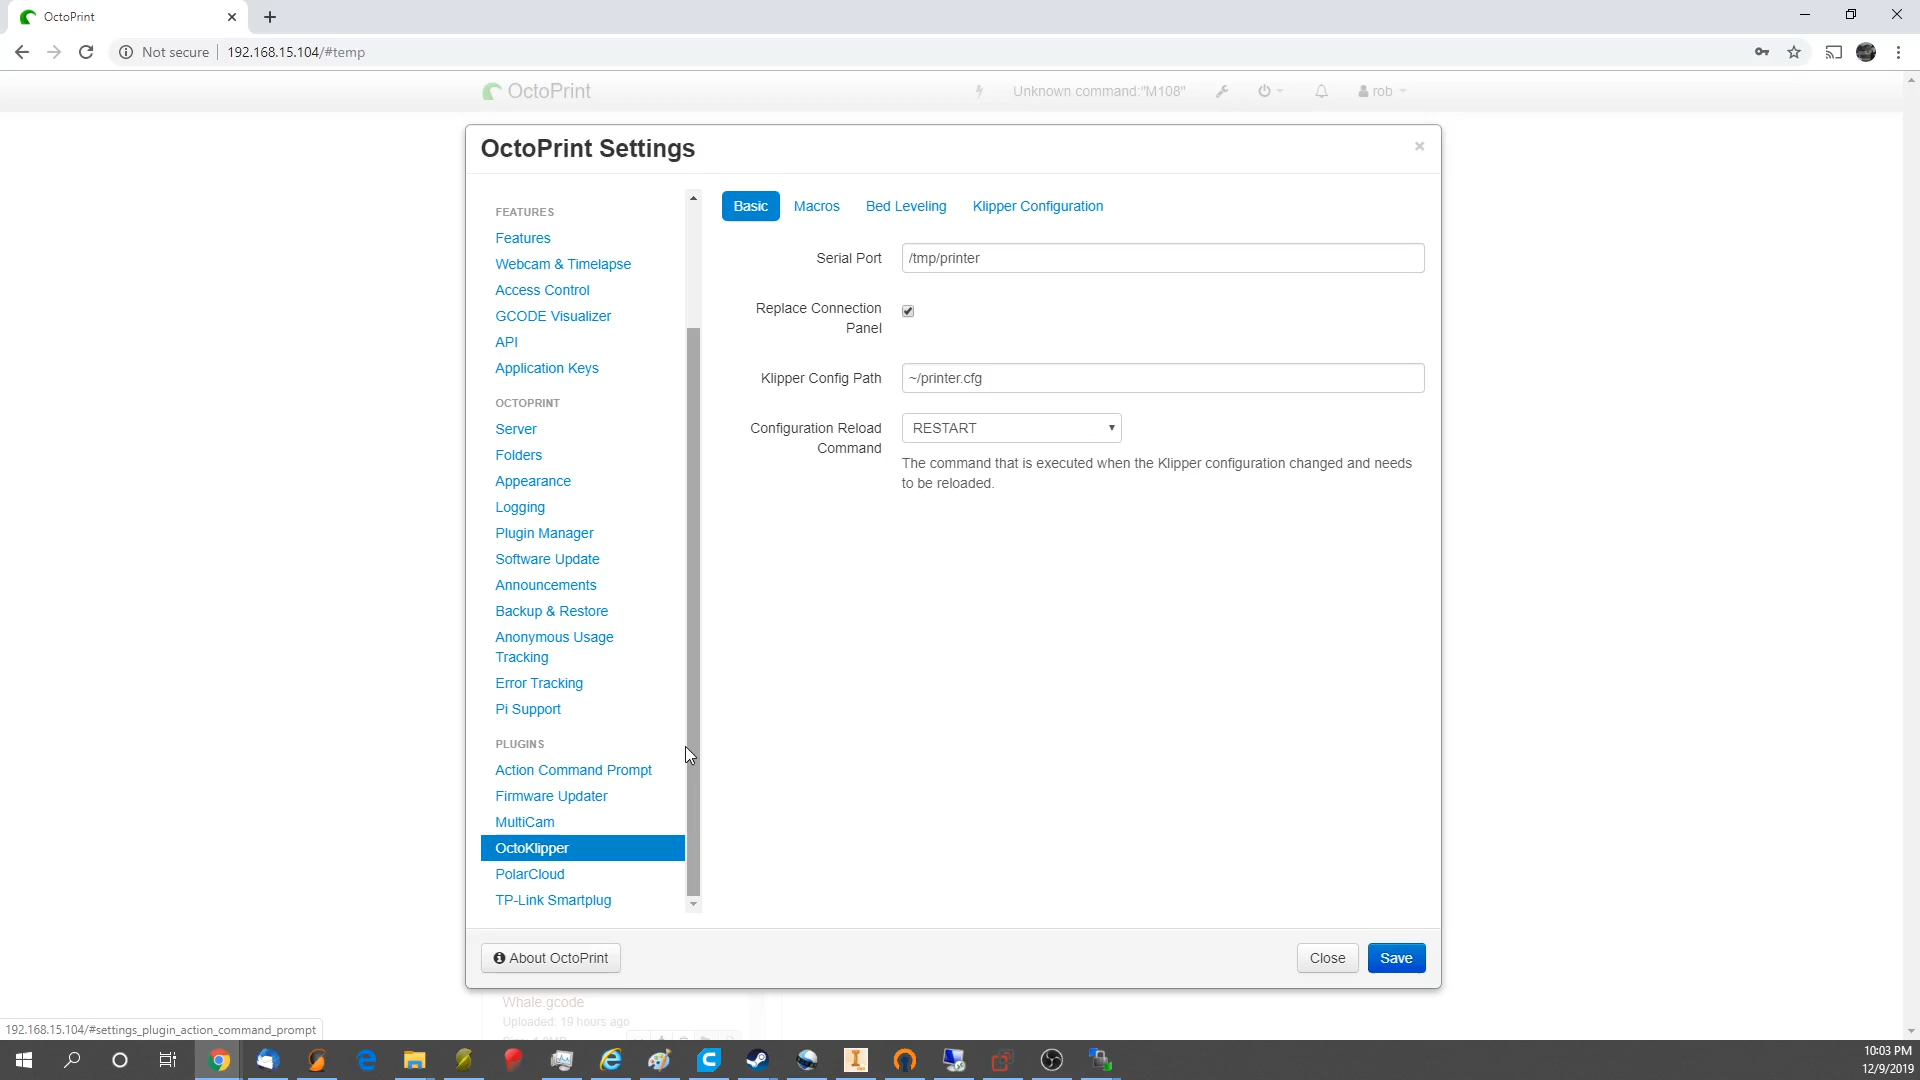 OctoPrint
Not secure
192.168.15.104/#temp
OctoPrint
Unknown command:"M108"
rob
OctoPrint Settings
FEATURES
Features
Webcam & Timelapse
Access Control
GCODE Visualizer
API
Application Keys
OCTOPRINT
Server
Folders
Appearance
Logging
Plugin Manager
Software Update
Announcements
Backup & Restore
Anonymous Usage
Tracking
Error Tracking
Pi Support
PLUGINS
Action Command Prompt
Firmware Updater
MultiCam
OctoKlipper
PolarCloud
TP-Link Smartplug
Basic
Macros
Bed Leveling
Klipper Configuration
Serial Port
/tmp/printer
Replace Connection
Panel
Klipper Config Path
~/printer.cfg
Configuration Reload
Command
RESTART
The command that is executed when the Klipper configuration changed and needs
to be reloaded.
About OctoPrint
Close
Save
Whale.gcode
Uploaded: 19 hours ago
192.168.15.104/#settings_plugin_action_command_prompt
10:03 PM
12/9/2019